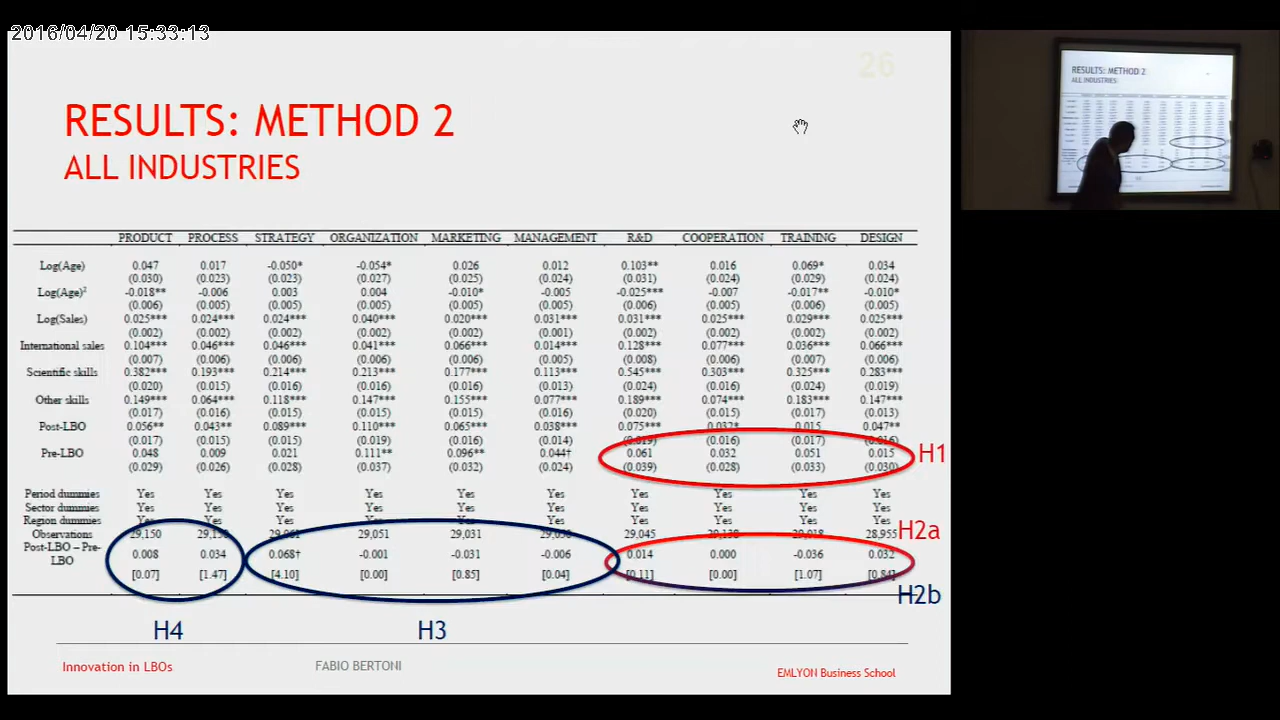 2016/04/20 15:33:13
26
RESULTS: METHOD 2
ALL INDUSTRIES
PRODUCT PROCESS STRATEGY ORGANIZATION MARKETING MANAGEMENT R&D COOPERATION TRAINING DESIGN
Log(Age) 0.047 0.017 -0.050* -0.054* 0.026 0.012 0.103** 0.016 0.069* 0.034
(0.030) (0.023) (0.023) (0.027) (0.025) (0.024) (0.031) (0.024) (0.029) (0.024)
Log(Age)² -0.018** -0.006 0.003 0.004 -0.010* -0.005 -0.025*** -0.007 -0.017** -0.010*
(0.006) (0.005) (0.005) (0.005) (0.005) (0.005) (0.006) (0.005) (0.006) (0.005)
Log(Sales) 0.025*** 0.024*** 0.024*** 0.040*** 0.020*** 0.031*** 0.031*** 0.025*** 0.029*** 0.025***
(0.002) (0.002) (0.002) (0.002) (0.002) (0.001) (0.002) (0.002) (0.002) (0.002)
International sales 0.104*** 0.046*** 0.046*** 0.041*** 0.066*** 0.014*** 0.128*** 0.077*** 0.036*** 0.066***
(0.007) (0.006) (0.006) (0.006) (0.006) (0.005) (0.008) (0.006) (0.007) (0.006)
Scientific skills 0.382*** 0.193*** 0.214*** 0.213*** 0.177*** 0.113*** 0.545*** 0.303*** 0.325*** 0.283***
(0.020) (0.015) (0.016) (0.016) (0.016) (0.013) (0.024) (0.016) (0.024) (0.019)
Other skills 0.149*** 0.064*** 0.118*** 0.147*** 0.155*** 0.077*** 0.189*** 0.074*** 0.183*** 0.147***
(0.017) (0.016) (0.015) (0.015) (0.015) (0.016) (0.020) (0.015) (0.017) (0.013)
Post-LBO 0.056** 0.043** 0.089*** 0.110*** 0.065*** 0.038*** 0.075*** 0.032* 0.015 0.047**
(0.017) (0.015) (0.015) (0.019) (0.016) (0.014) (0.019) (0.016) (0.017) (0.016)
Pre-LBO 0.048 0.009 0.021 0.111** 0.096** 0.044† 0.061 0.032 0.051 0.015
H1
(0.029) (0.026) (0.028) (0.037) (0.032) (0.024) (0.039) (0.028) (0.033) (0.030)
Period dummies Yes Yes Yes Yes Yes Yes Yes Yes Yes Yes
Sector dummies Yes Yes Yes Yes Yes Yes Yes Yes Yes Yes
Region dummies Yes Yes Yes Yes Yes Yes Yes Yes Yes Yes
Observations 29,150 29,051 29,031 29,045 28,955
H2a
Post-LBO – Pre-LBO 0.008 0.034 0.068† -0.001 -0.031 -0.006 0.014 0.000 -0.036 0.032
[0.07] [1.47] [4.10] [0.00] [0.85] [0.04] [0.11] [0.00] [1.07] [0.84]
H2b
H4 H3
Innovation in LBOs FABIO BERTONI EMLYON Business School
RESULTS: METHOD 2
ALL INDUSTRIES